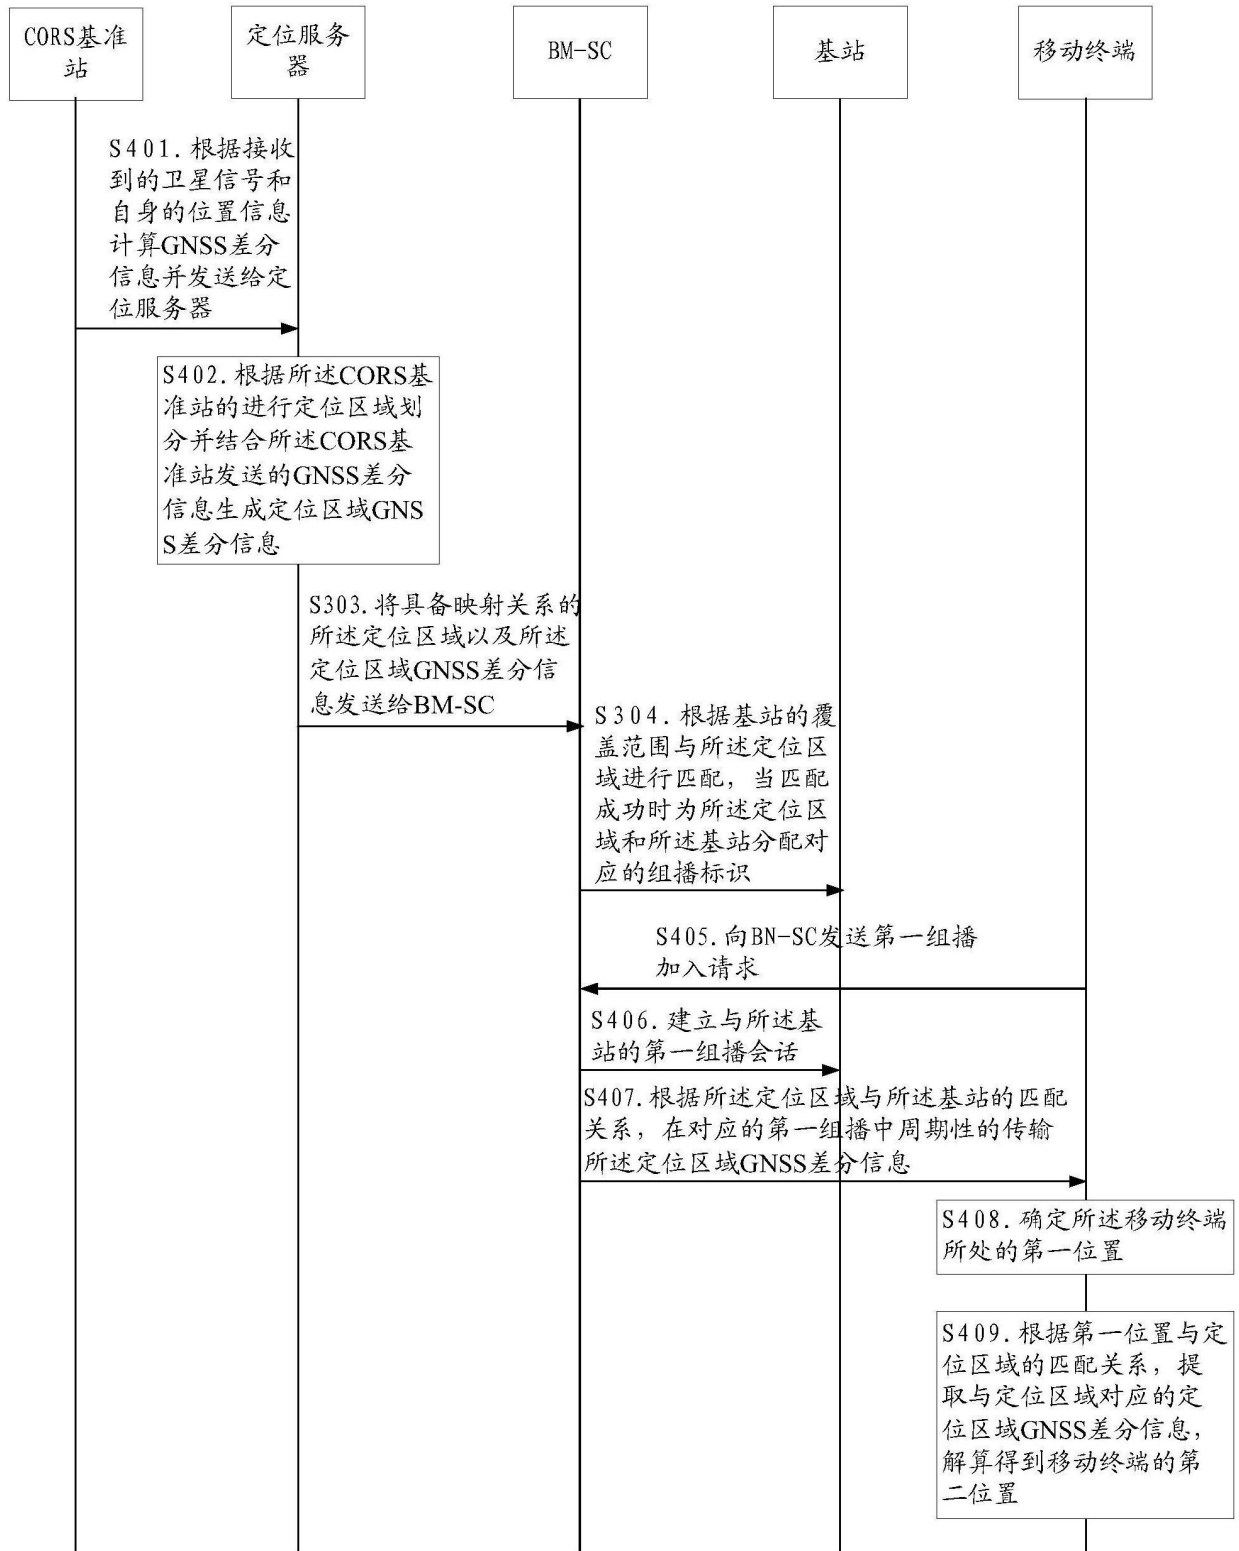 CORS基准
站
定位服务
器
BM-SC
基站
移动终端
S401.根据接收
到的卫星信号和
自身的位置信息
计算GNSS差分
信息并发送给定
位服务器
S402.根据所述CORS基
准站的进行定位区域划
分并结合所述CORS基
准站发送的GNSS差分
信息生成定位区域GNS
S差分信息
S303.将具备映射关系的
所述定位区域以及所述
定位区域GNSS差分信
息发送给BM-SC
S304.根据基站的覆
盖范围与所述定位区
域进行匹配，当匹配
成功时为所述定位区
域和所述基站分配对
应的组播标识
S405.向BN-SC发送第一组播
加入请求
S406.建立与所述基
站的第一组播会话
S407.根据所述定位区域与所述基站的匹配
关系，在对应的第一组播中周期性的传输
所述定位区域GNSS差分信息
S408.确定所述移动终端
所处的第一位置
S409.根据第一位置与定
位区域的匹配关系，提
取与定位区域对应的定
位区域GNSS差分信息，
解算得到移动终端的第
二位置